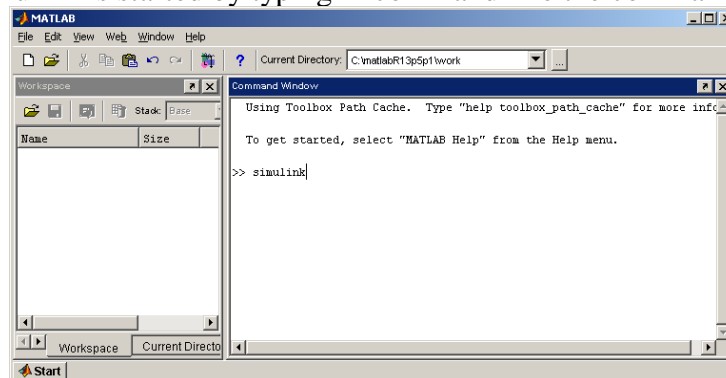 MATLAB
File Edit View Web Window Help
? Current Directory: C:\matlabR13p5p1\work ...
Workspace
Command Window
Stack: Base
Name Size
Using Toolbox Path Cache. Type "help toolbox_path_cache" for more info
To get started, select "MATLAB Help" from the Help menu.
>> simulink
Workspace Current Directo
Start